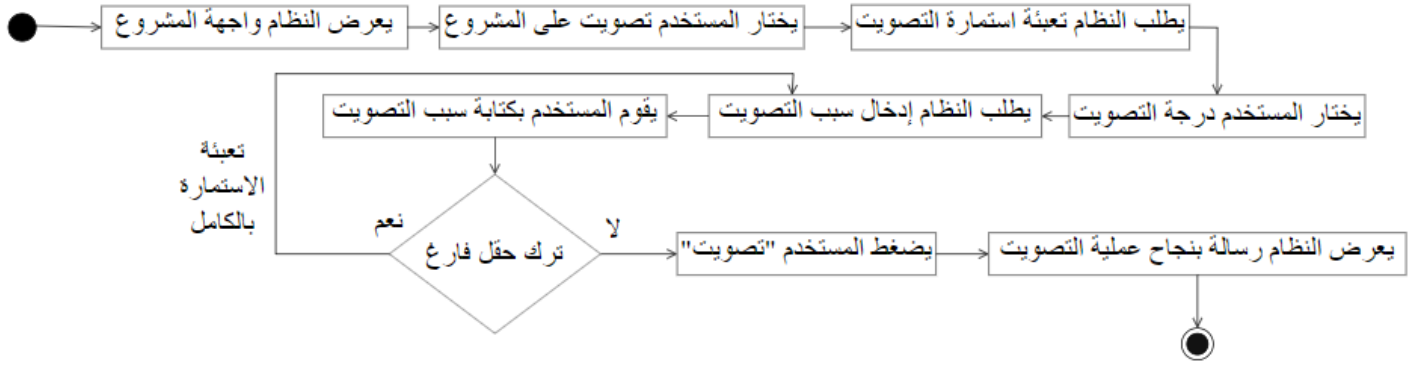 يعرض النظام واجهة المشروع
يختار المستخدم تصويت على المشروع
يطلب النظام تعبئة استمارة التصويت
يختار المستخدم درجة التصويت
يطلب النظام إدخال سبب التصويت
يقوم المستخدم بكتابة سبب التصويت
تعبئة
الاستمارة
بالكامل
نعم
ترك حقل فارغ
لا
يضغط المستخدم "تصويت"
يعرض النظام رسالة بنجاح عملية التصويت